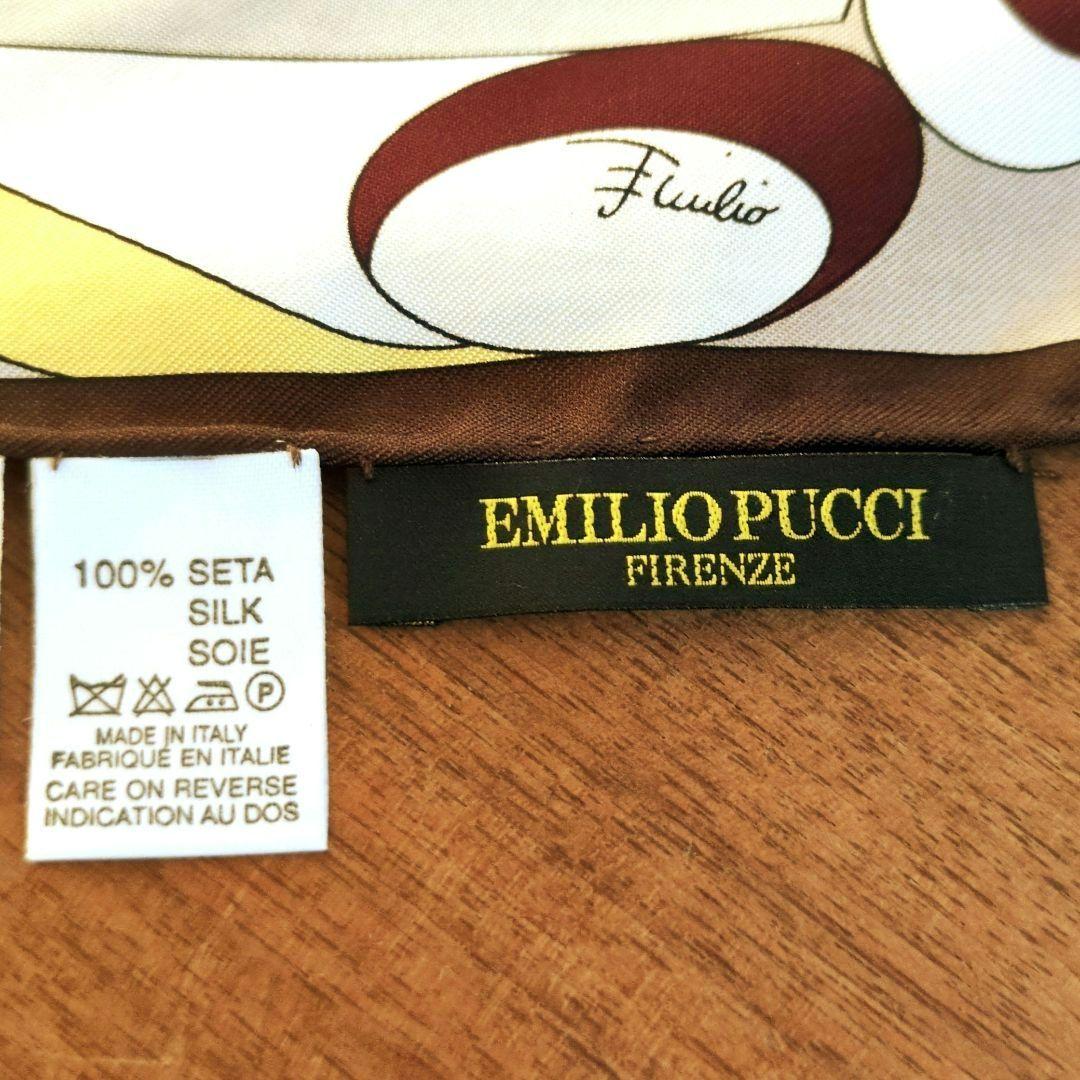 Emilio
EMILIO PUCCI
FIRENZE
100% SETA
SILK
SOIE
P
MADE IN ITALY
FABRIQUÉ EN ITALIE
CARE ON REVERSE
INDICATION AU DOS